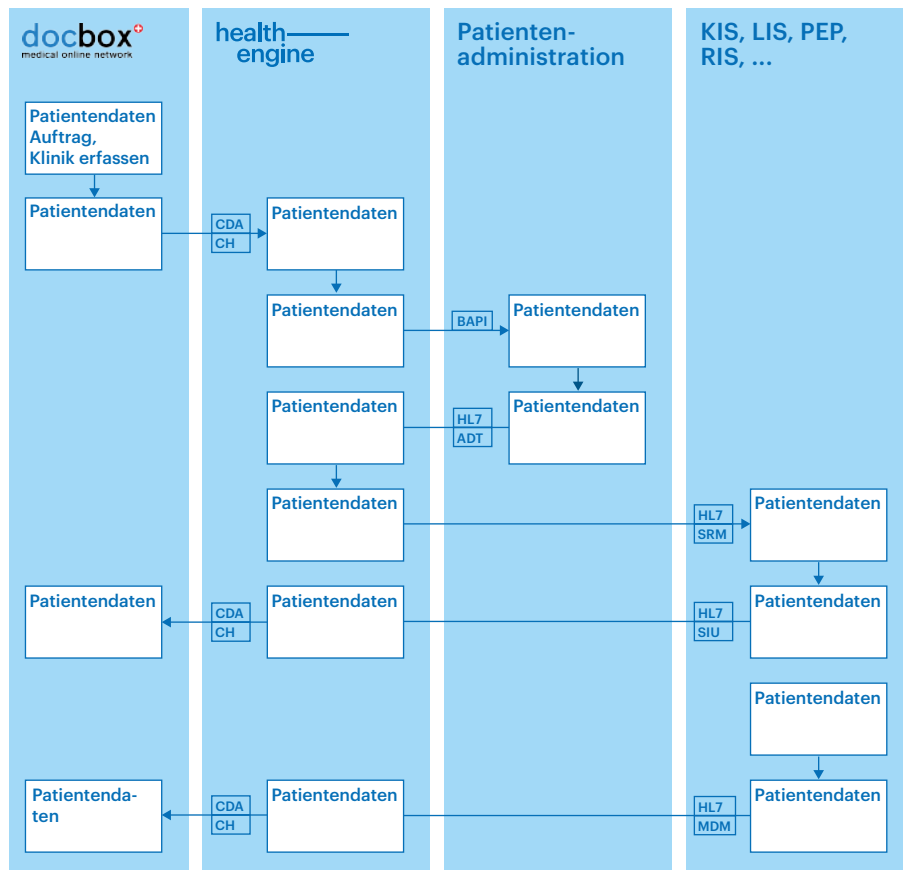 docbox
medical online network
health
engine
Patienten-
administration
KIS, LIS, PEP,
RIS, ...
Patientendaten
Auftrag,
Klinik erfassen
Patientendaten
CDA
CH
Patientendaten
Patientendaten
BAPI
Patientendaten
Patientendaten
HL7
ADT
Patientendaten
Patientendaten
HL7
SRM
Patientendaten
Patientendaten
CDA
CH
Patientendaten
HL7
SIU
Patientendaten
Patientendaten
Patientenda-
ten
CDA
CH
Patientendaten
HL7
MDM
Patientendaten